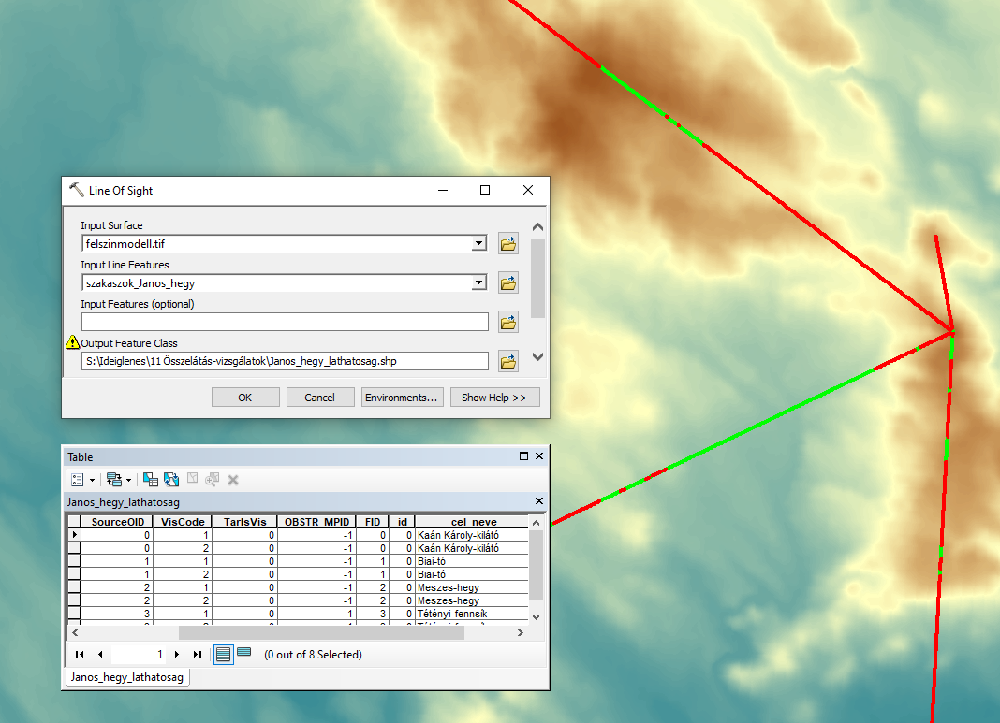 Line Of Sight
Input Surface
felszinmodell.tif
Input Line Features
szakaszok_Janos_hegy
Input Features (optional)
Output Feature Class
S:\Ideiglenes\11 Összelátás-vizsgálatok\Janos_hegy_lathatosag.shp
OK Cancel Environments... Show Help >>
Table
Janos_hegy_lathatosag
SourceOID VisCode TarIsVis OBSTR_MPID FID id cel_neve
0 1 0 -1 0 0 Kaán Károly-kilátó
0 2 0 -1 0 0 Kaán Károly-kilátó
1 1 0 -1 1 0 Biai-tó
1 2 0 -1 1 0 Biai-tó
2 1 0 -1 2 0 Meszes-hegy
2 2 0 -1 2 0 Meszes-hegy
3 1 0 -1 3 0 Tétényi-fennsík
1 (0 out of 8 Selected)
Janos_hegy_lathatosag